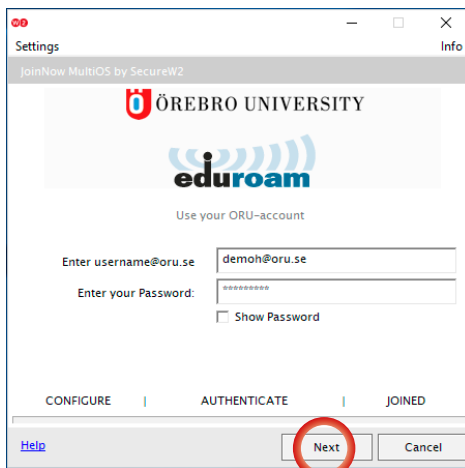 W2
Settings Info
JoinNow MultiOS by SecureW2
Ö ÖREBRO UNIVERSITY
eduroam
Use your ORU-account
Enter username@oru.se demoh@oru.se
Enter your Password: *********
Show Password
CONFIGURE | AUTHENTICATE | JOINED
Help Next Cancel